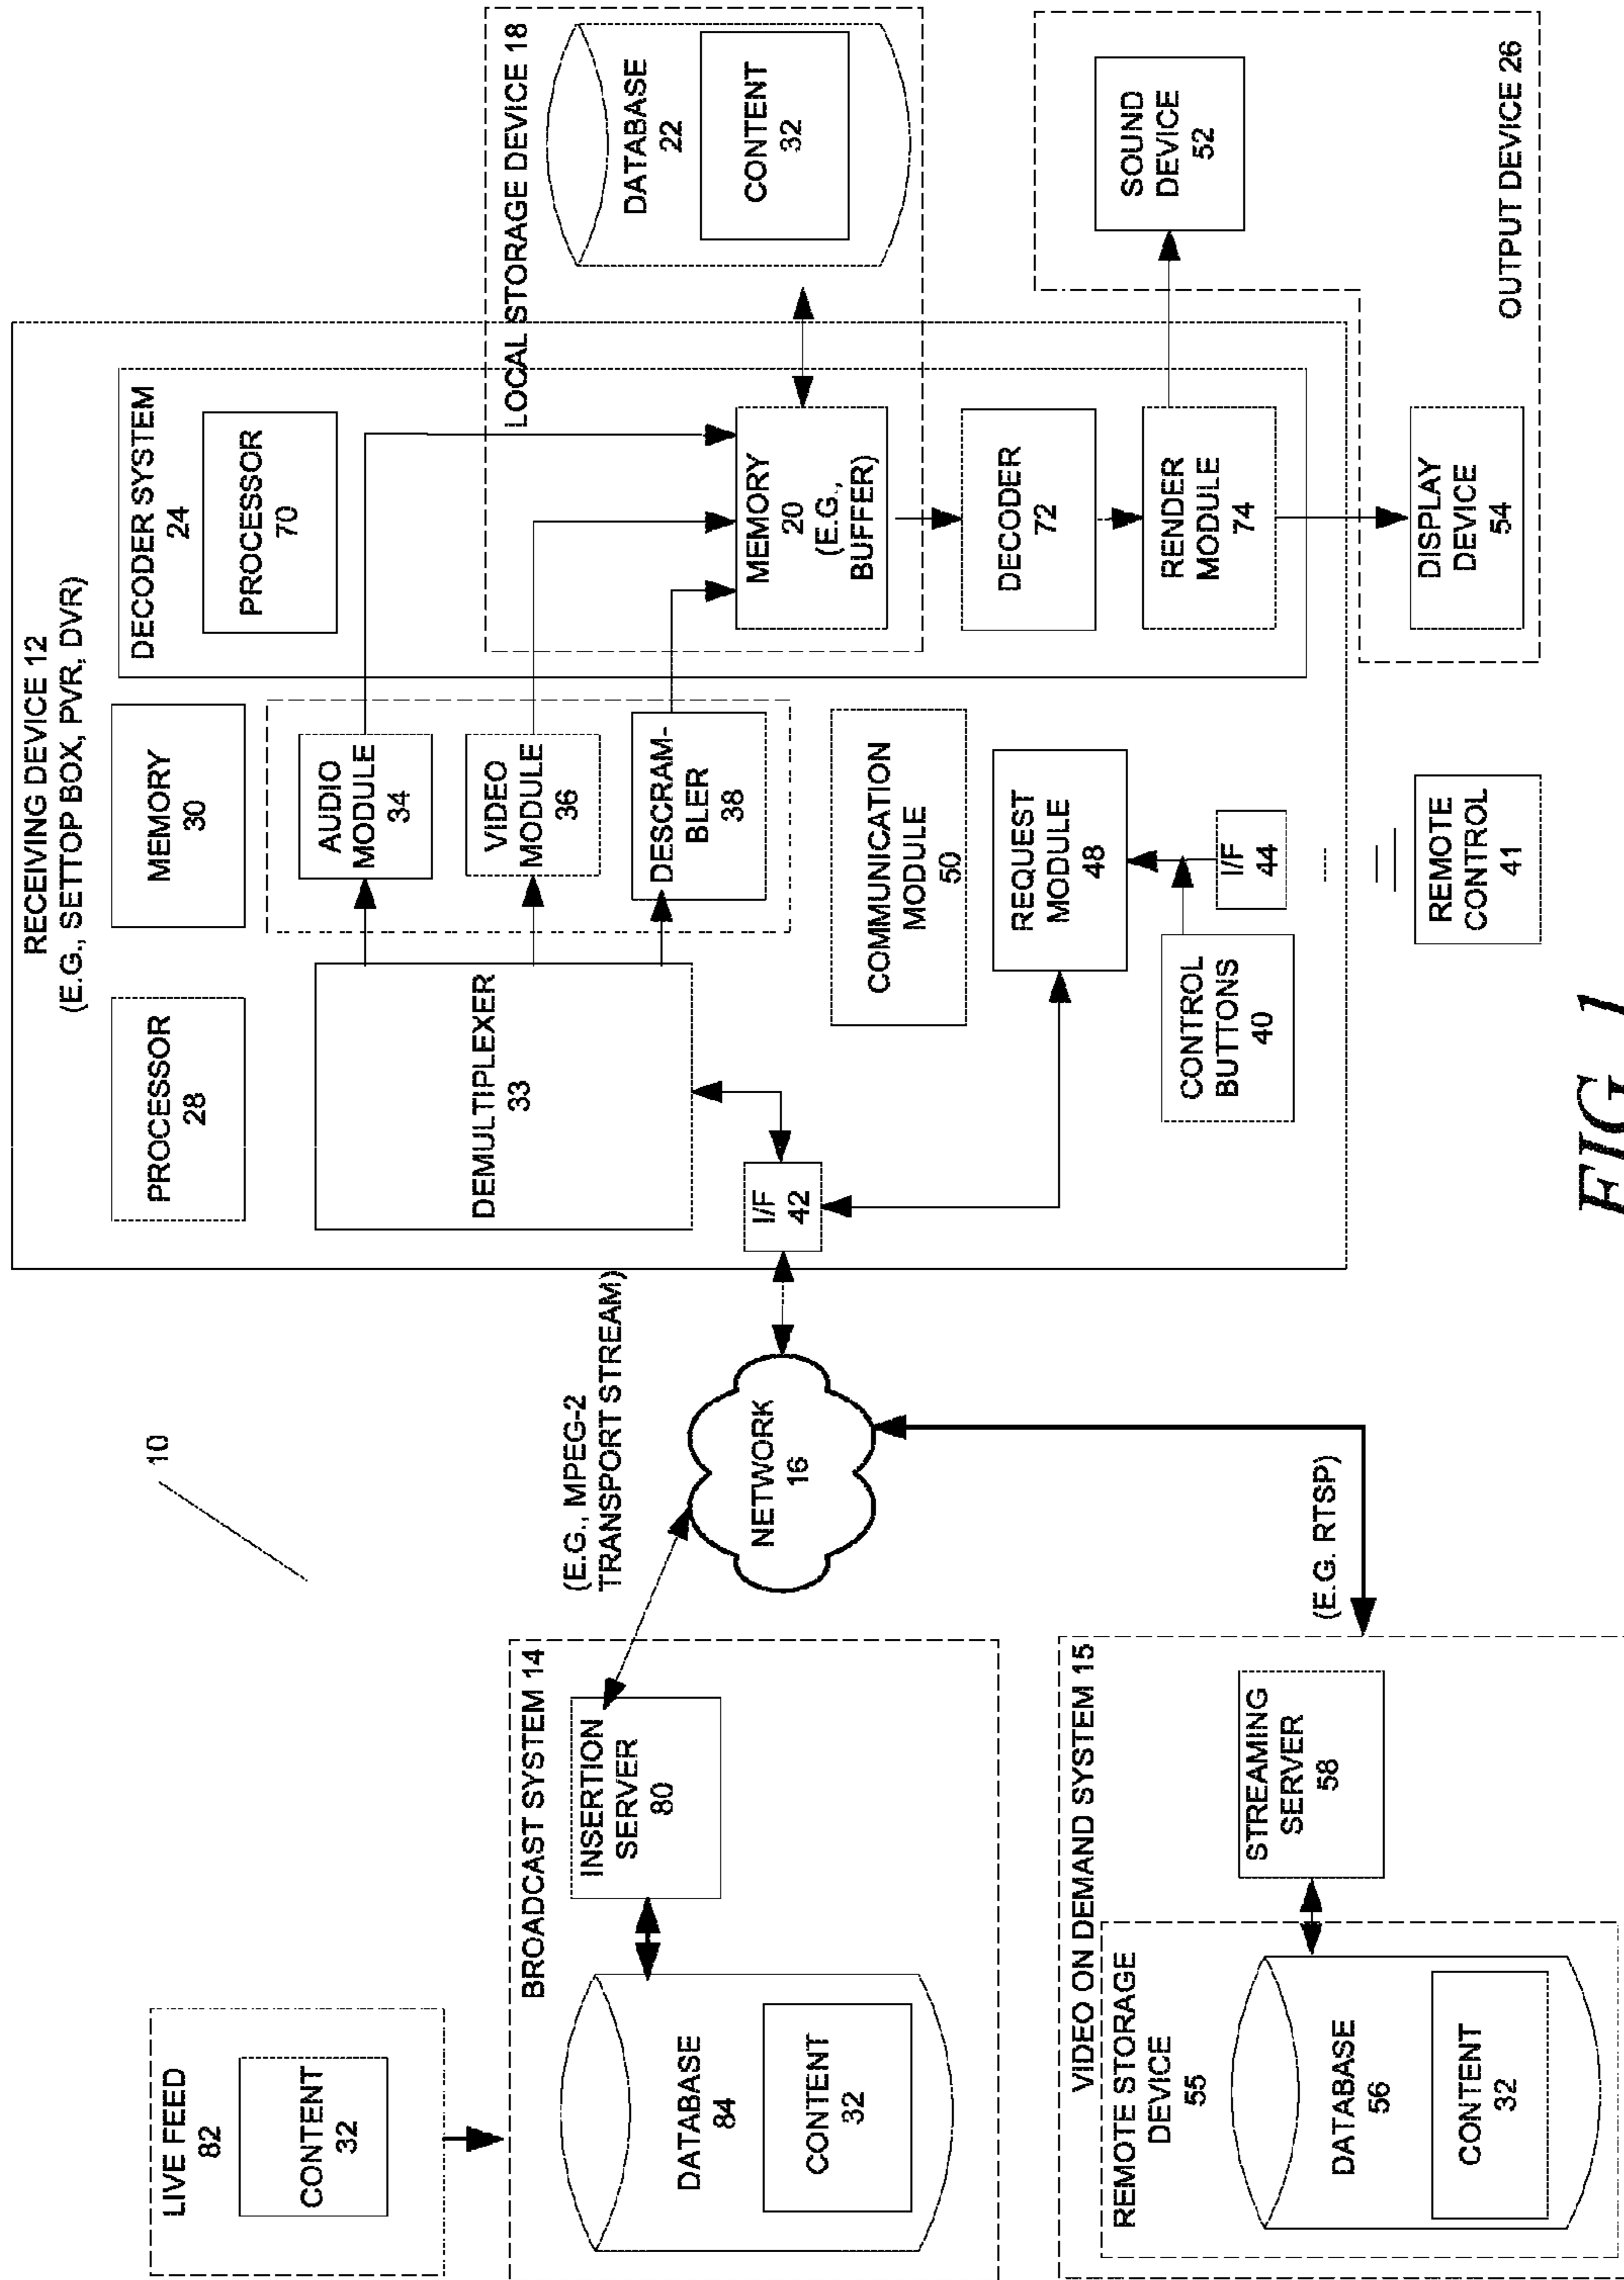 10
LIVE FEED
82
CONTENT
32
BROADCAST SYSTEM 14
DATABASE
84
CONTENT
32
INSERTION
SERVER
80
VIDEO ON DEMAND SYSTEM 15
REMOTE STORAGE
DEVICE
55
DATABASE
56
CONTENT
32
STREAMING
SERVER
58
(E.G., MPEG-2
TRANSPORT STREAM)
NETWORK
16
(E.G. RTSP)
RECEIVING DEVICE 12
(E.G., SETTOP BOX, PVR, DVR)
PROCESSOR
28
MEMORY
30
DEMULTIPLEXER
33
I/F
42
AUDIO
MODULE
34
VIDEO
MODULE
36
DESCRAM-
BLER
38
COMMUNICATION
MODULE
50
REQUEST
MODULE
48
CONTROL
BUTTONS
40
I/F
44
REMOTE
CONTROL
41
DECODER SYSTEM
24
PROCESSOR
70
LOCAL STORAGE DEVICE 18
MEMORY
20
(E.G.,
BUFFER)
DATABASE
22
CONTENT
32
DECODER
72
RENDER
MODULE
74
SOUND
DEVICE
52
DISPLAY
DEVICE
54
OUTPUT DEVICE 26
FIG. 1